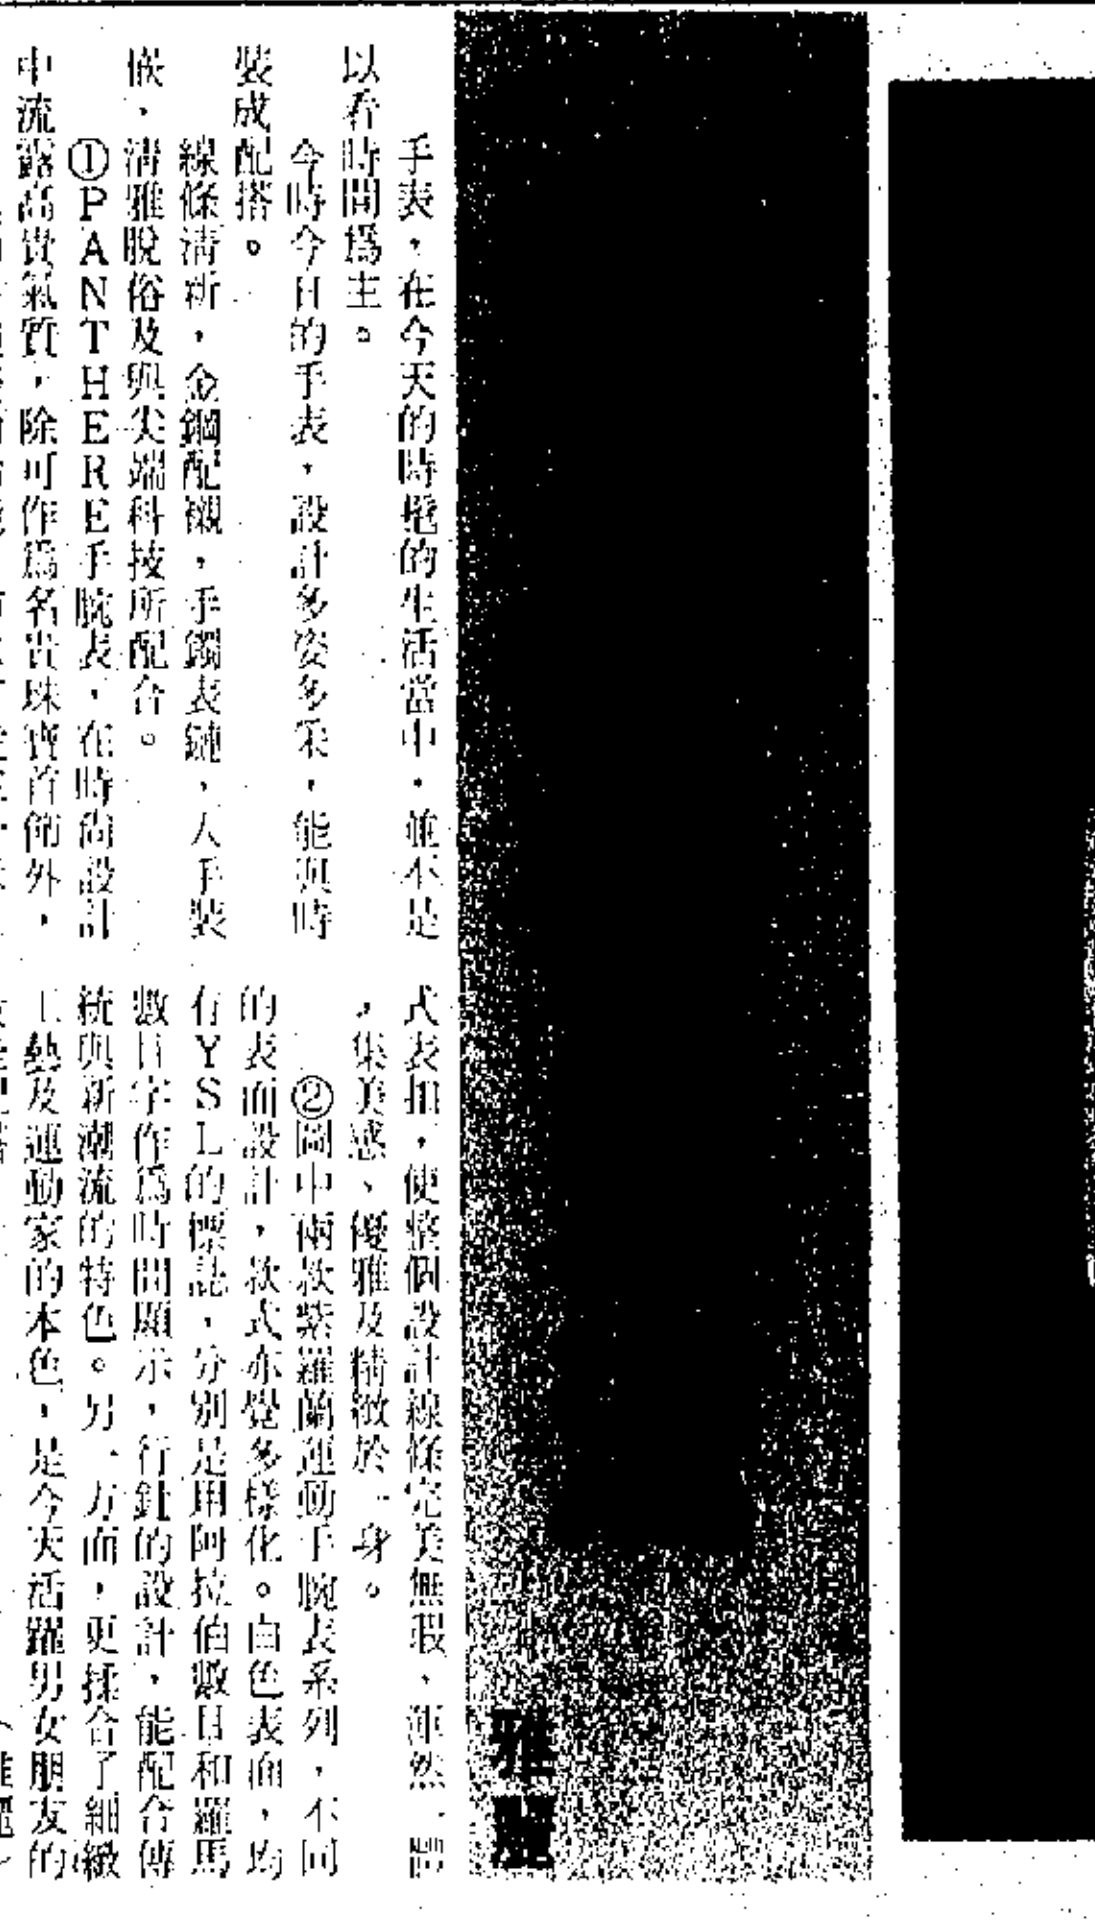 雅麗
手表，在今天的時髦的生活當中，並不是
以看時間爲主。
今時今日的手表，設計多姿多采，能與時
裝成配搭。
線條清新，金鋼配襯，手鐲表鏈，人手裝
嵌，清雅脫俗及與尖端科技所配合。
①PANTHERE手腕表，在時尚設計
中流露高貴氣質，除可作爲名貴珠寶首飾外，
式表扣，使整個設計線條完美無瑕，渾然一體
，集美感、優雅及精緻於一身。
②圖中兩款紫羅蘭運動手腕表系列，不同
的表面設計，款式亦覺多樣化。白色表面，均
有YSL的標誌，分別是用阿拉伯數目和羅馬
數目字作爲時間顯示，行針的設計，能配合傳
統與新潮流的特色。另一方面，更揉合了細緻
工藝及運動家的本色，是今天活躍男女朋友的